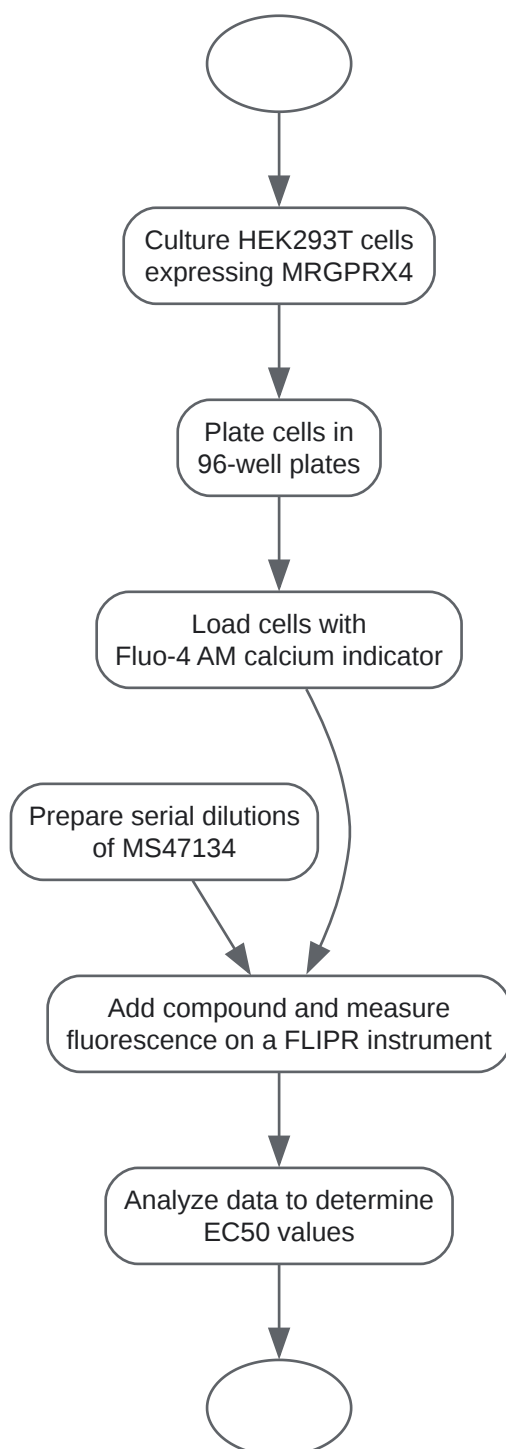 Culture HEK293T cells
expressing MRGPRX4
Plate cells in
96-well plates
Load cells with
Fluo-4 AM calcium indicator
Prepare serial dilutions
of MS47134
Add compound and measure
fluorescence on a FLIPR instrument
Analyze data to determine
EC50 values